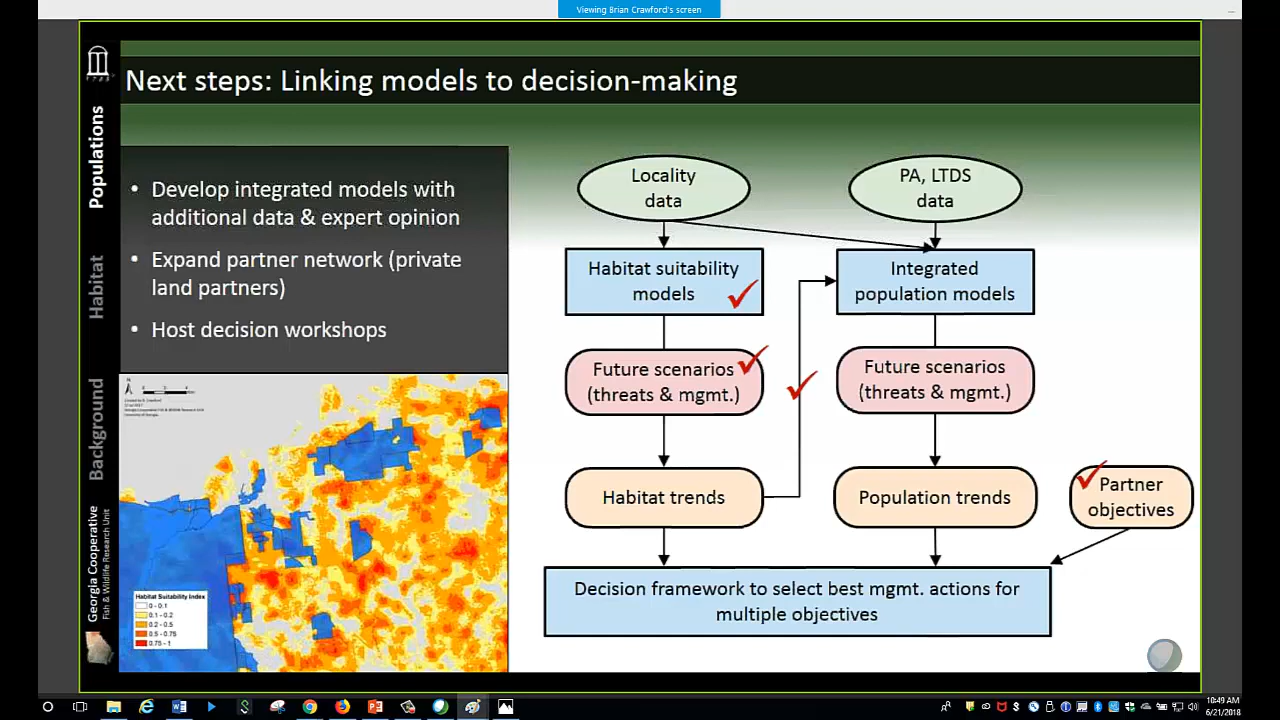 Viewing Brian Crawford's screen
Next steps: Linking models to decision-making
Populations
Habitat
Background
Georgia Cooperative
Fish & Wildlife Research Unit
• Develop integrated models with
additional data & expert opinion
• Expand partner network (private
land partners)
• Host decision workshops
Habitat Suitability Index
0 - 0.1
0.1 - 0.2
0.2 - 0.5
0.5 - 0.75
0.75 - 1
Locality
data
PA, LTDS
data
Habitat suitability
models
Integrated
population models
Future scenarios
(threats & mgmt.)
Future scenarios
(threats & mgmt.)
Habitat trends
Population trends
Partner
objectives
Decision framework to select best mgmt. actions for
multiple objectives
10:49 AM
6/21/2018